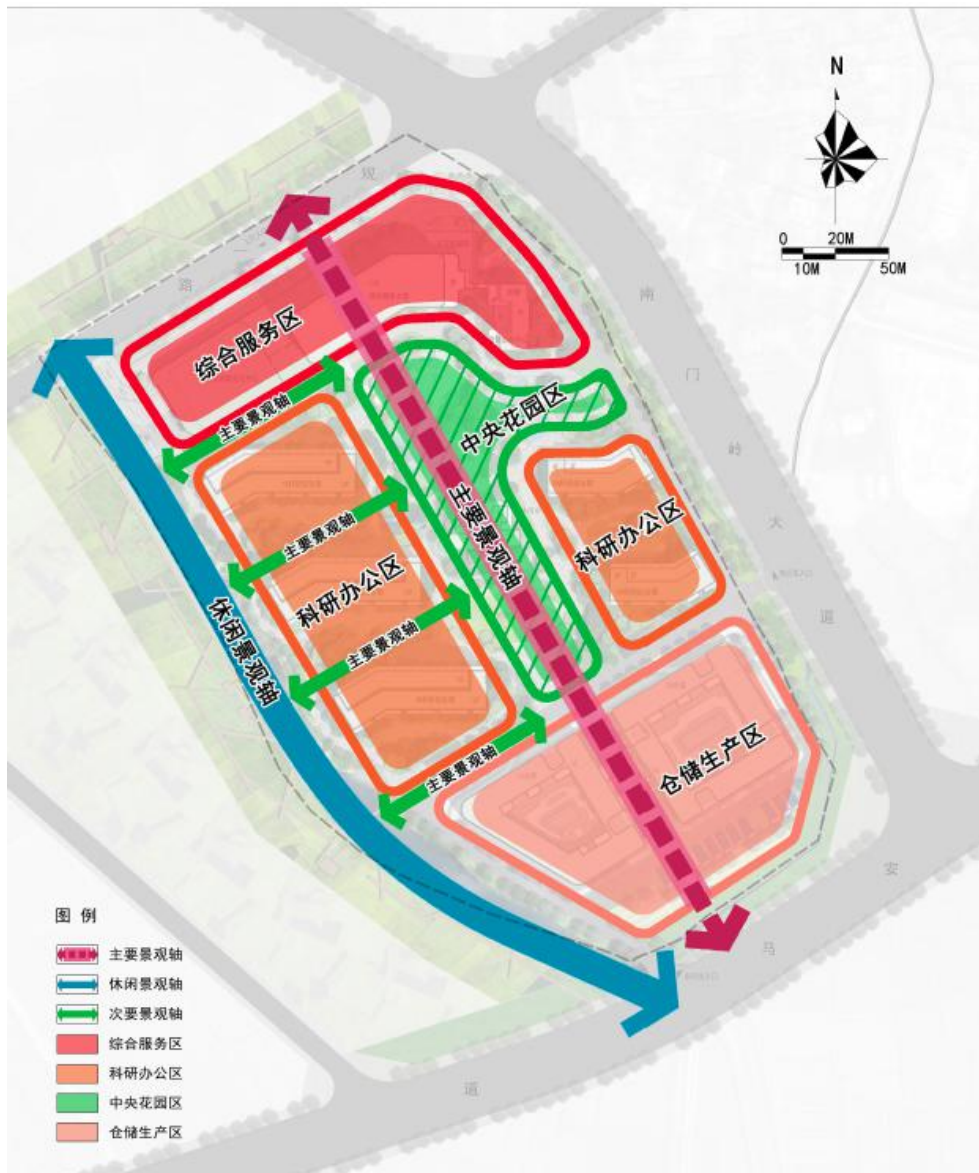 N
0 20M
10M 50M
观
路
南
门
岭
大
道
综合服务区
主要景观轴
中央花园区
主要景观轴
主要景观轴
科研办公区
科研办公区
主要景观轴
休闲景观轴
主要景观轴
仓储生产区
安
马
道
图 例
主要景观轴
休闲景观轴
次要景观轴
综合服务区
科研办公区
中央花园区
仓储生产区